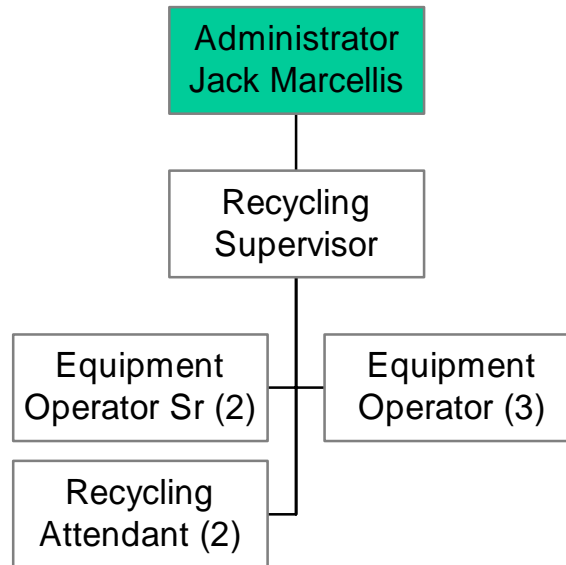 Administrator
Jack Marcellis
Recycling
Supervisor
Equipment
Operator Sr (2)
Equipment
Operator (3)
Recycling
Attendant (2)